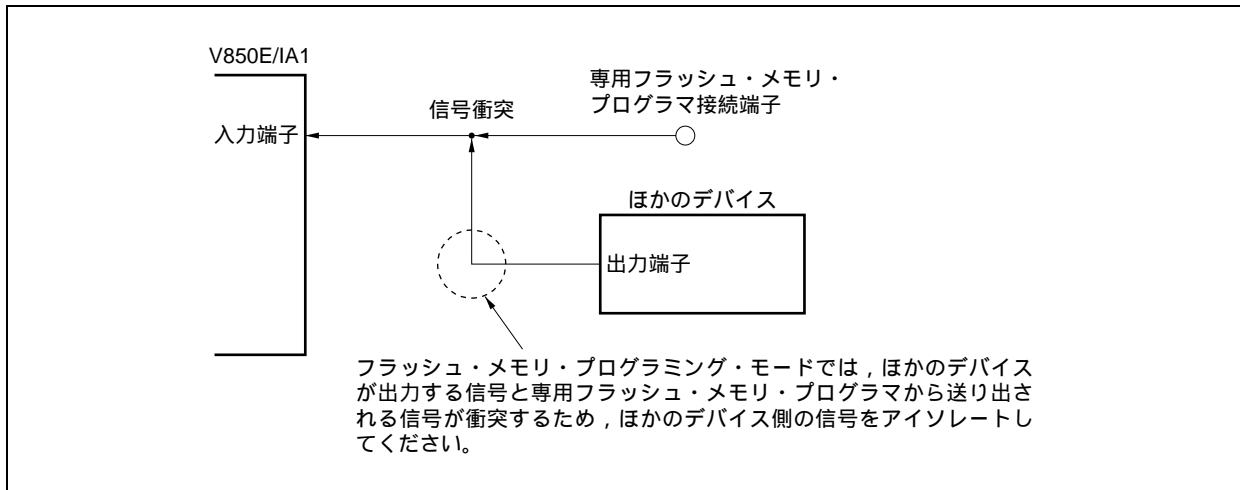 V850E/IA1
専用フラッシュ・メモリ・
プログラマ接続端子
信号衝突
入力端子
ほかのデバイス
出力端子
フラッシュ・メモリ・プログラミング・モードでは，ほかのデバイス
が出力する信号と専用フラッシュ・メモリ・プログラマから送り出さ
れる信号が衝突するため，ほかのデバイス側の信号をアイソレートし
てください。